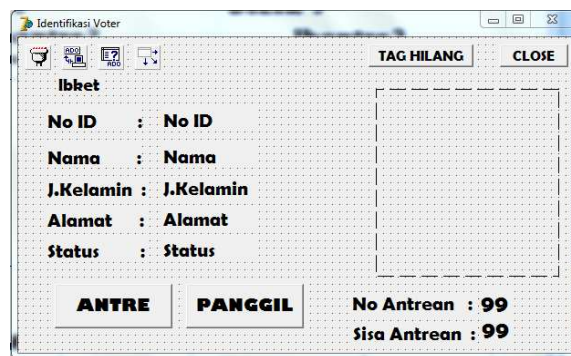 Identifikasi Voter
TAG HILANG CLOSE
lbket
No ID : No ID
Nama : Nama
J.Kelamin : J.Kelamin
Alamat : Alamat
Status : Status
ANTRE PANGGIL
No Antrean : 99
Sisa Antrean : 99